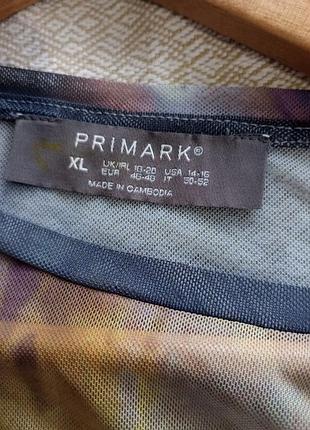 PRIMARK®
XL UK/IRL 18-20 USA 14-16
EUR 46-48 IT 50-52
MADE IN CAMBODIA